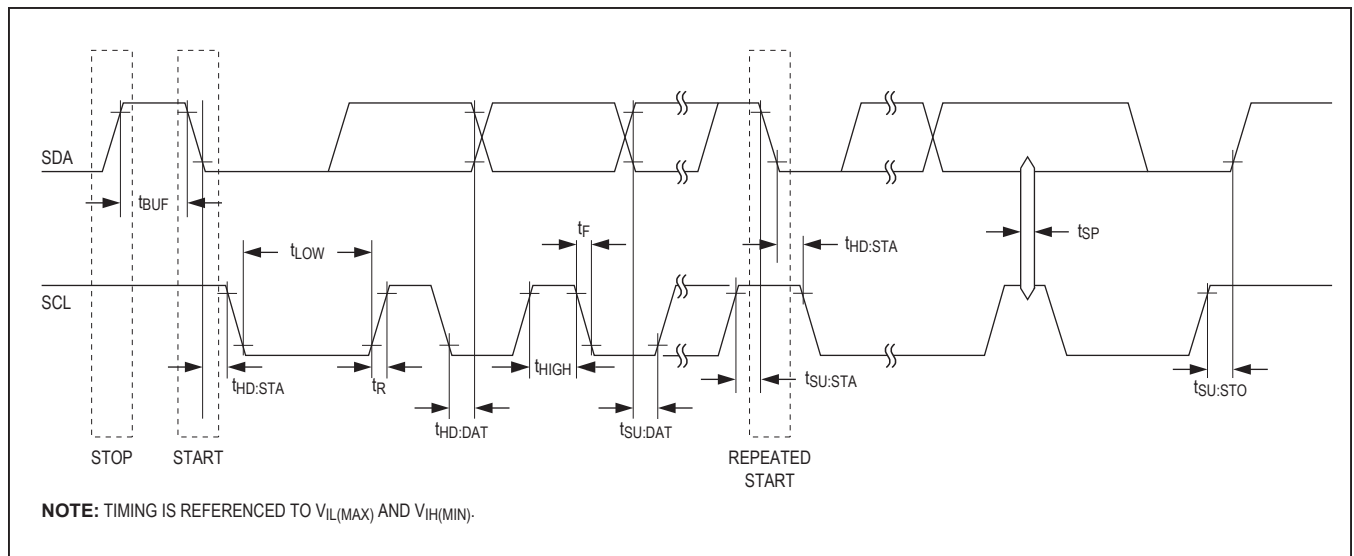 SDA
tBUF
tLOW
tF
tHD:STA
tSP
SCL
tHD:STA
tR
tHIGH
tSU:STA
tSU:STO
tHD:DAT
tSU:DAT
STOP
START
REPEATED
START
NOTE: TIMING IS REFERENCED TO VIL(MAX) AND VIH(MIN).